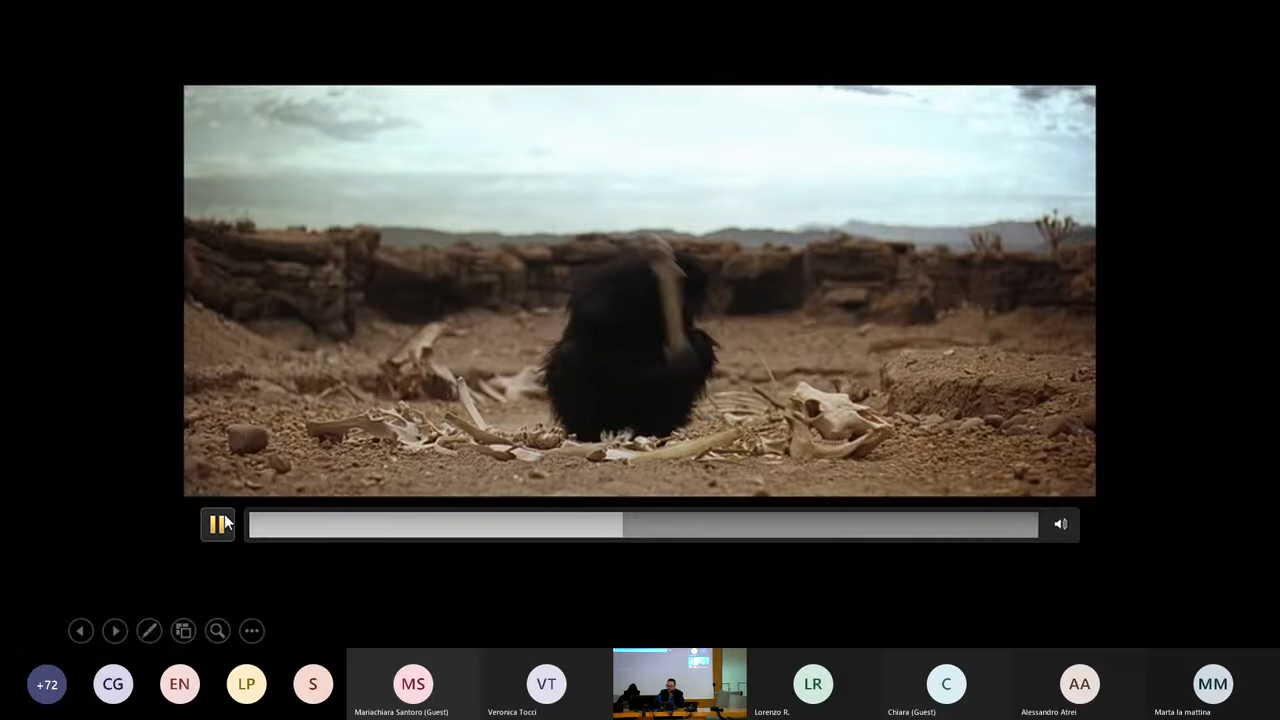 +72
CG
EN
LP
S
MS
Mariachiara Santoro (Guest)
VT
Veronica Tocci
LR
Lorenzo R.
C
Chiara (Guest)
AA
Alessandro Atrei
MM
Marta la mattina